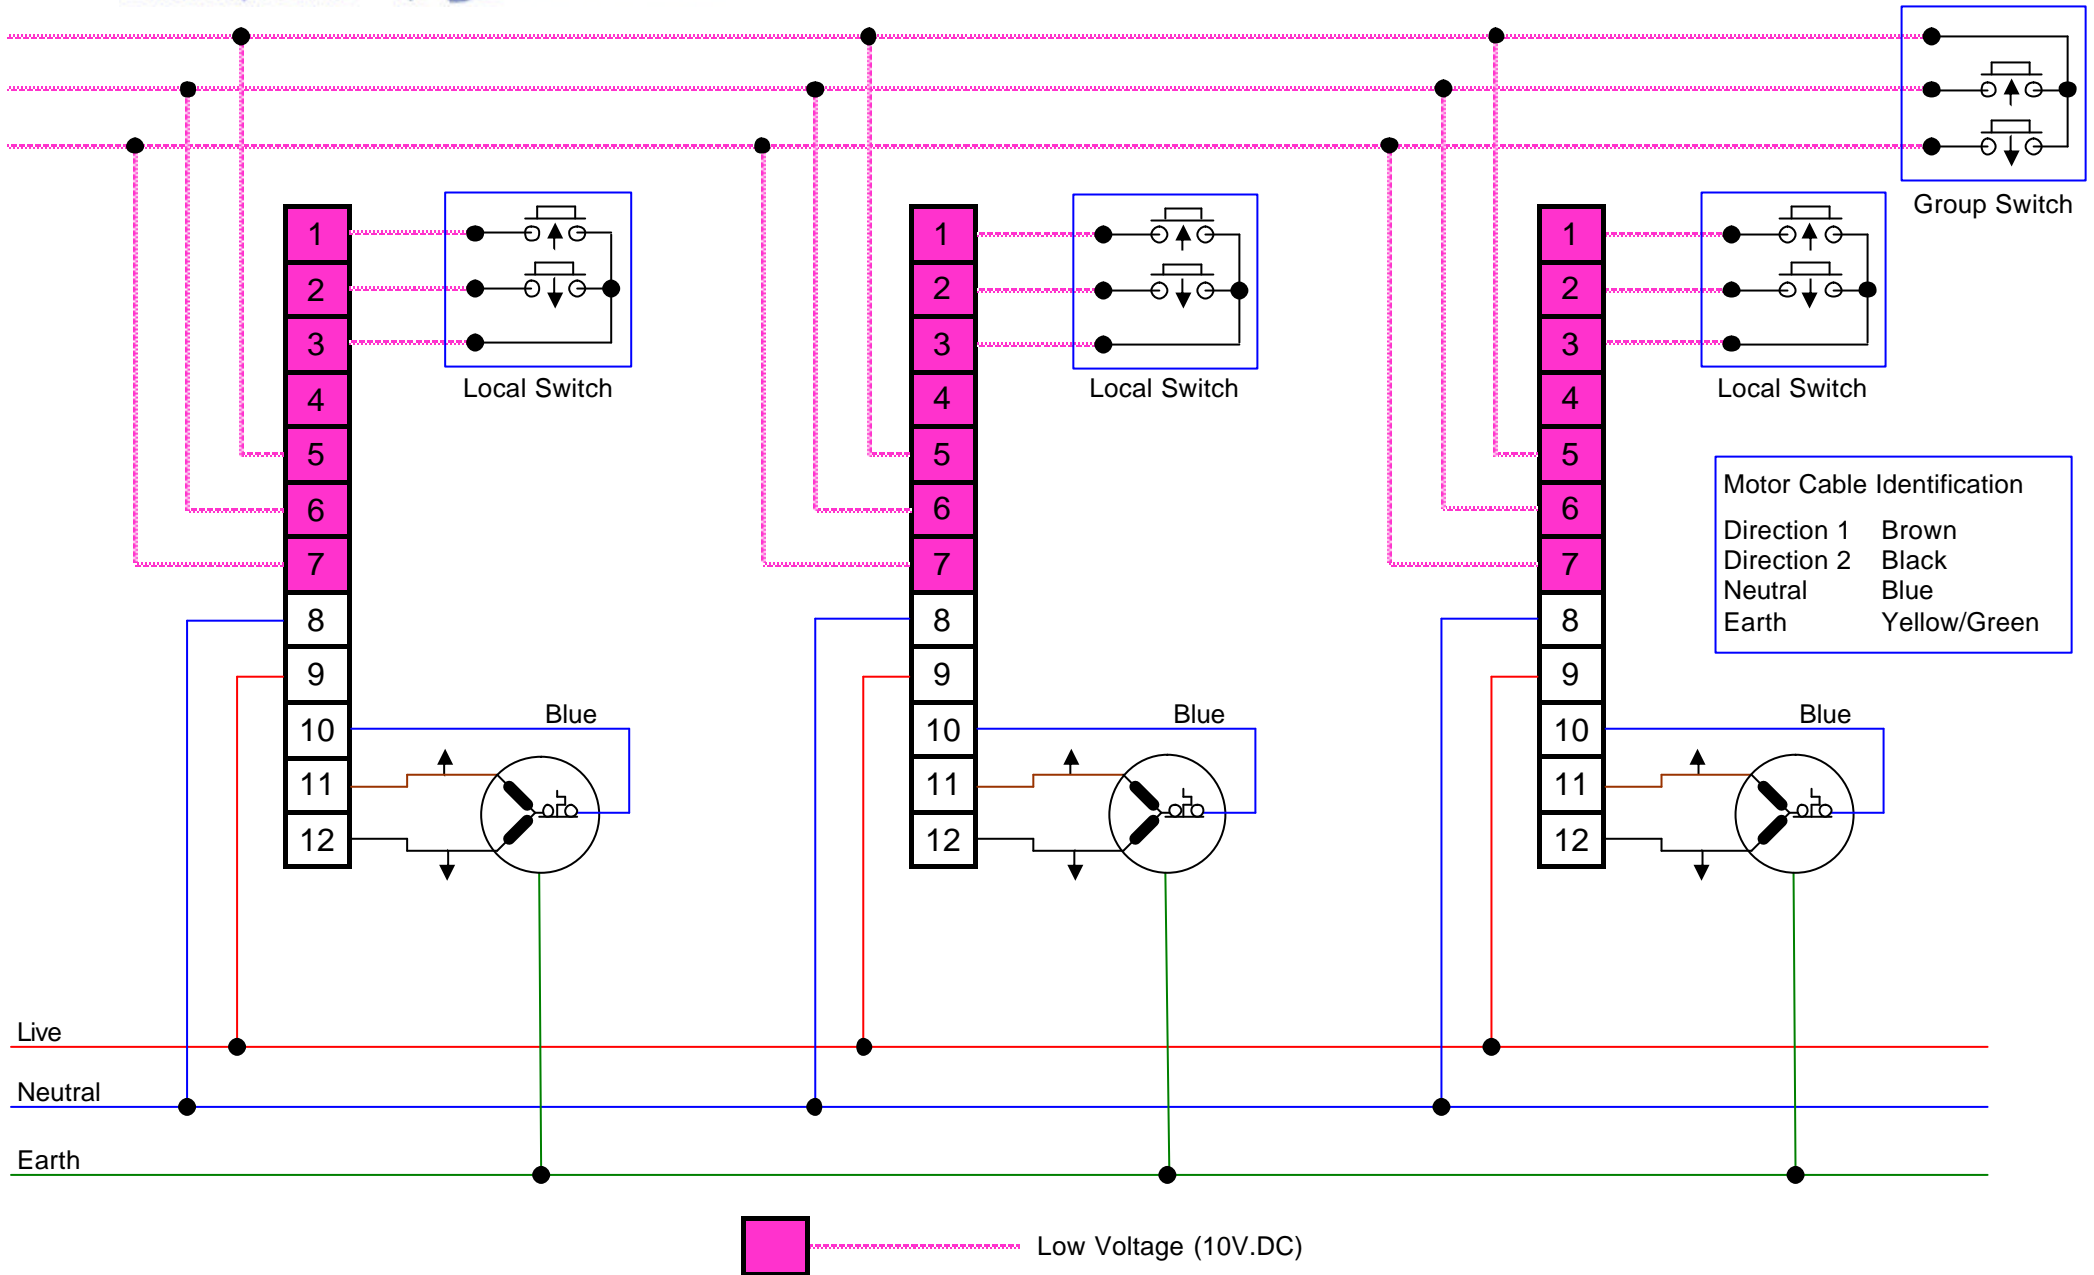 Group Switch
1
2
3
4
5
6
7
8
9
10
11
12
Local Switch
Blue
1
2
3
4
5
6
7
8
9
10
11
12
Local Switch
Blue
1
2
3
4
5
6
7
8
9
10
11
12
Local Switch
Blue
Motor Cable Identification
Direction 1 Brown
Direction 2 Black
Neutral Blue
Earth Yellow/Green
Live
Neutral
Earth
Low Voltage (10V.DC)